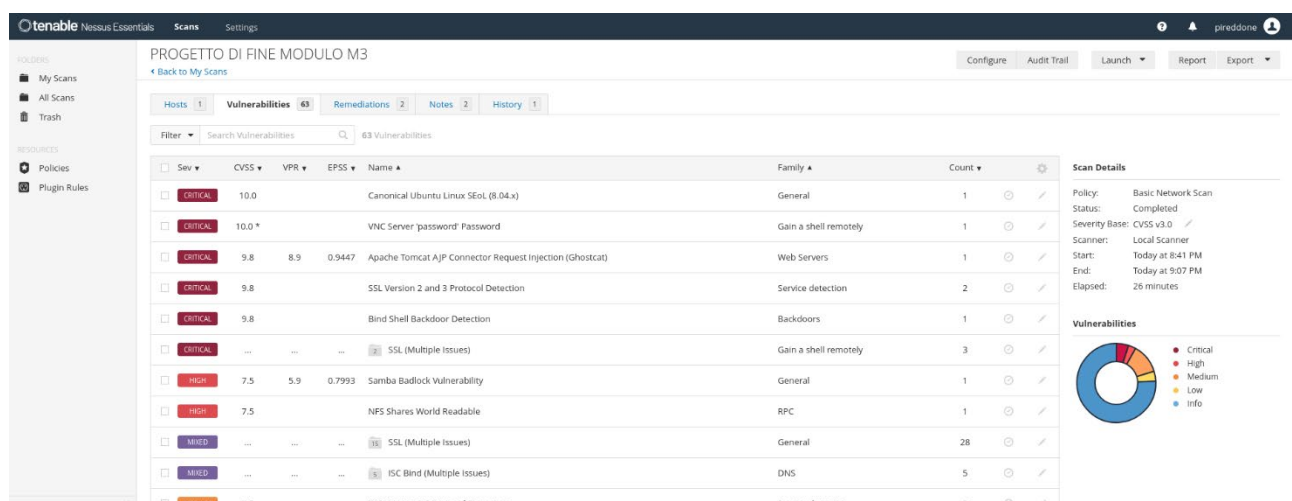 tenable Nessus Essentials Scans Settings pireddone
FOLDERS
My Scans
All Scans
Trash
RESOURCES
Policies
Plugin Rules
PROGETTO DI FINE MODULO M3
Back to My Scans
Configure Audit Trail Launch Report Export
Hosts 1 Vulnerabilities 63 Remediations 2 Notes 2 History 1
Filter Search Vulnerabilities 63 Vulnerabilities
Sev CVSS VPR EPSS Name Family Count
CRITICAL 10.0 Canonical Ubuntu Linux SEoL (8.04.x) General 1
CRITICAL 10.0 * VNC Server 'password' Password Gain a shell remotely 1
CRITICAL 9.8 8.9 0.9447 Apache Tomcat AJP Connector Request Injection (Ghostcat) Web Servers 1
CRITICAL 9.8 SSL Version 2 and 3 Protocol Detection Service detection 2
CRITICAL 9.8 Bind Shell Backdoor Detection Backdoors 1
CRITICAL ... ... ... 2 SSL (Multiple Issues) Gain a shell remotely 3
HIGH 7.5 5.9 0.7993 Samba Badlock Vulnerability General 1
HIGH 7.5 NFS Shares World Readable RPC 1
MIXED ... ... ... 15 SSL (Multiple Issues) General 28
MIXED ... ... ... 5 ISC Bind (Multiple Issues) DNS 5
Scan Details
Policy: Basic Network Scan
Status: Completed
Severity Base: CVSS v3.0
Scanner: Local Scanner
Start: Today at 8:41 PM
End: Today at 9:07 PM
Elapsed: 26 minutes
Vulnerabilities
Critical
High
Medium
Low
Info